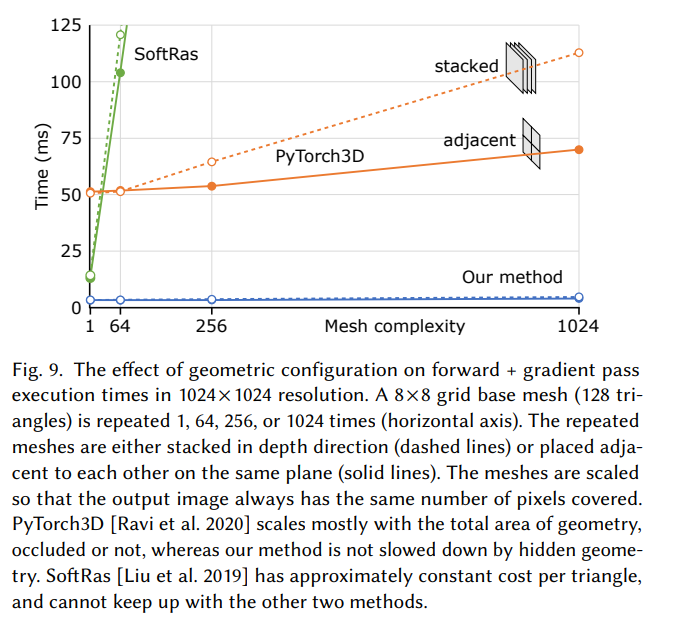 125
SoftRas
100
stacked
adjacent
75
PyTorch3D
Time (ms)
50
25
Our method
0
1 64 256 Mesh complexity 1024
Fig. 9. The effect of geometric configuration on forward + gradient pass
execution times in 1024×1024 resolution. A 8×8 grid base mesh (128 tri-
angles) is repeated 1, 64, 256, or 1024 times (horizontal axis). The repeated
meshes are either stacked in depth direction (dashed lines) or placed adja-
cent to each other on the same plane (solid lines). The meshes are scaled
so that the output image always has the same number of pixels covered.
PyTorch3D [Ravi et al. 2020] scales mostly with the total area of geometry,
occluded or not, whereas our method is not slowed down by hidden geome-
try. SoftRas [Liu et al. 2019] has approximately constant cost per triangle,
and cannot keep up with the other two methods.